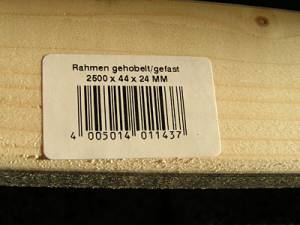 Rahmen gehobelt/gefast
2500 x 44 x 24 MM
4 005014 011437